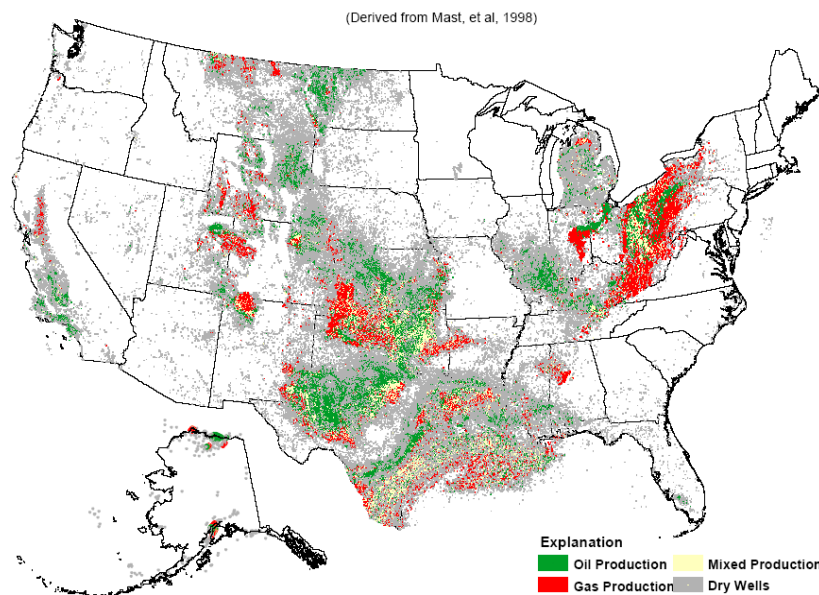 (Derived from Mast, et al, 1998)
Explanation
Oil Production
Mixed Production
Gas Production
Dry Wells